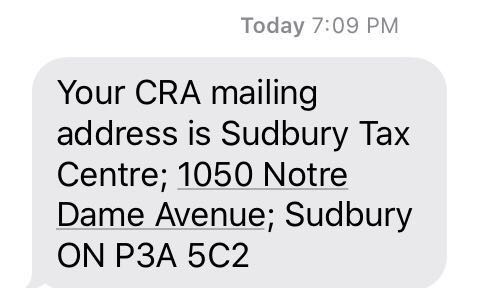 Today 7:09 PM
Your CRA mailing
address is Sudbury Tax
Centre; 1050 Notre
Dame Avenue; Sudbury
ON P3A 5C2